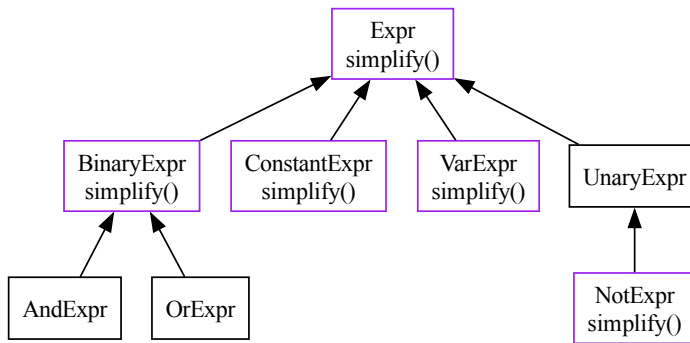 Expr
simplify()
BinaryExpr
simplify()
ConstantExpr
simplify()
VarExpr
simplify()
UnaryExpr
AndExpr
OrExpr
NotExpr
simplify()